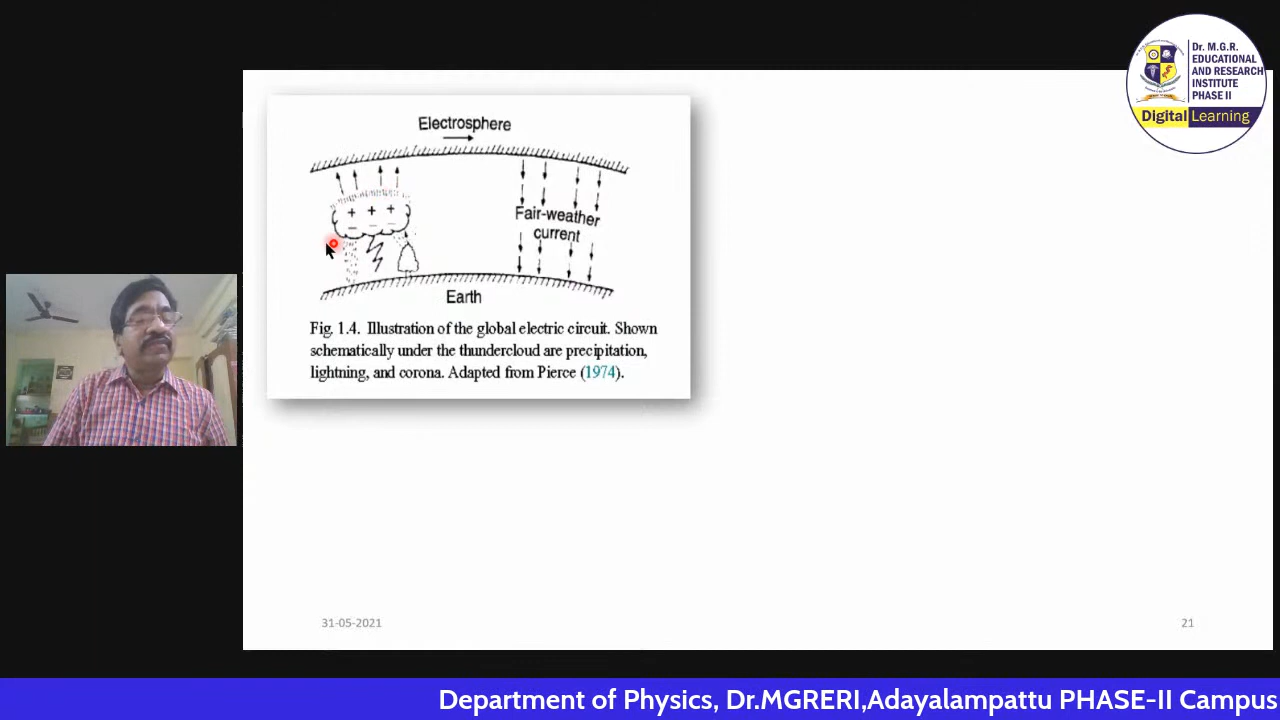 Dr. M.G.R.
EDUCATIONAL
AND RESEARCH
INSTITUTE
PHASE II
Digital Learning
Electrosphere
+ + +
Fair-weather
current
Earth
Fig. 1.4. Illustration of the global electric circuit. Shown
schematically under the thundercloud are precipitation,
lightning, and corona. Adapted from Pierce (1974).
31-05-2021
21
Department of Physics, Dr.MGRERI,Adayalampattu PHASE-II Campus